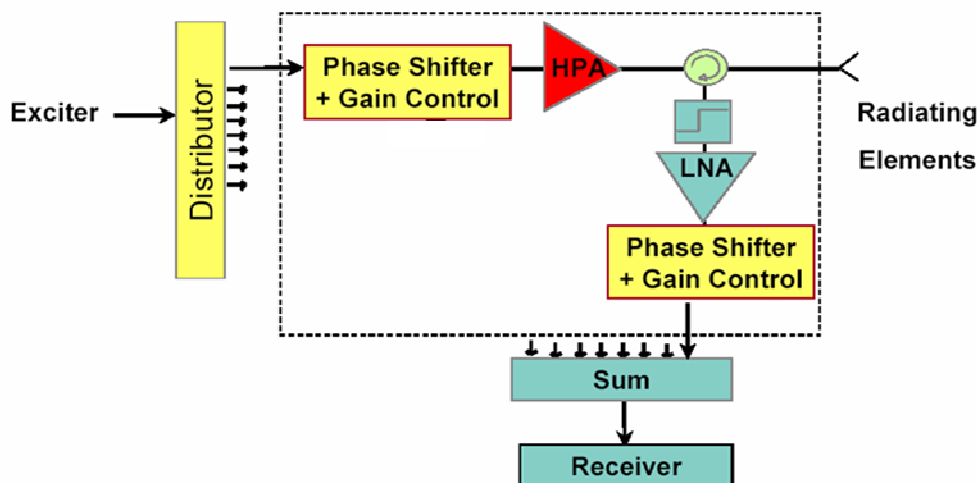 Exciter
Distributor
Phase Shifter
+ Gain Control
HPA
Radiating
Elements
LNA
Phase Shifter
+ Gain Control
Sum
Receiver